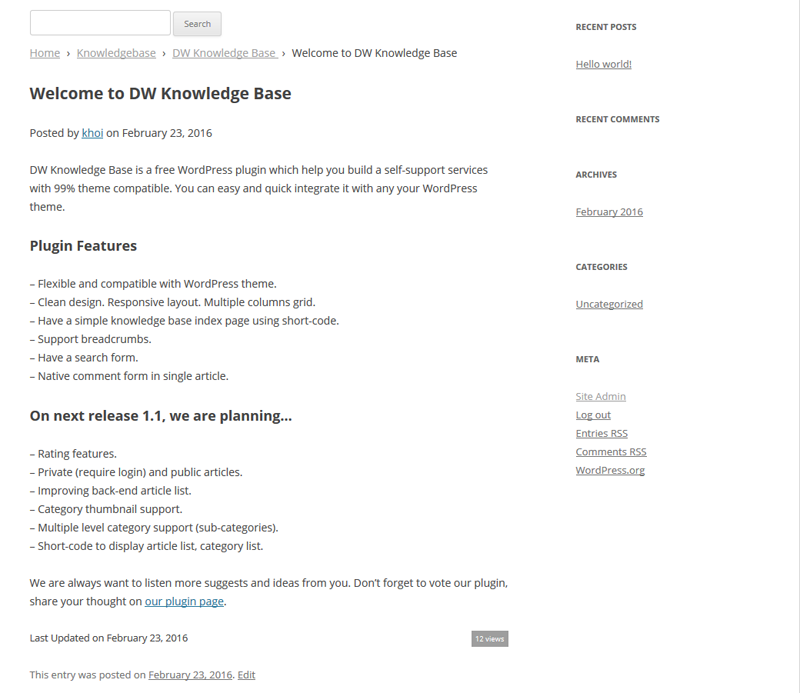 Search
Home › Knowledgebase › DW Knowledge Base › Welcome to DW Knowledge Base
Welcome to DW Knowledge Base
Posted by khoi on February 23, 2016
DW Knowledge Base is a free WordPress plugin which help you build a self-support services
with 99% theme compatible. You can easy and quick integrate it with any your WordPress
theme.
Plugin Features
– Flexible and compatible with WordPress theme.
– Clean design. Responsive layout. Multiple columns grid.
– Have a simple knowledge base index page using short-code.
– Support breadcrumbs.
– Have a search form.
– Native comment form in single article.
On next release 1.1, we are planning...
– Rating features.
– Private (require login) and public articles.
– Improving back-end article list.
– Category thumbnail support.
– Multiple level category support (sub-categories).
– Short-code to display article list, category list.
We are always want to listen more suggests and ideas from you. Don’t forget to vote our plugin,
share your thought on our plugin page.
Last Updated on February 23, 2016
12 views
This entry was posted on February 23, 2016. Edit
RECENT POSTS
Hello world!
RECENT COMMENTS
ARCHIVES
February 2016
CATEGORIES
Uncategorized
META
Site Admin
Log out
Entries RSS
Comments RSS
WordPress.org